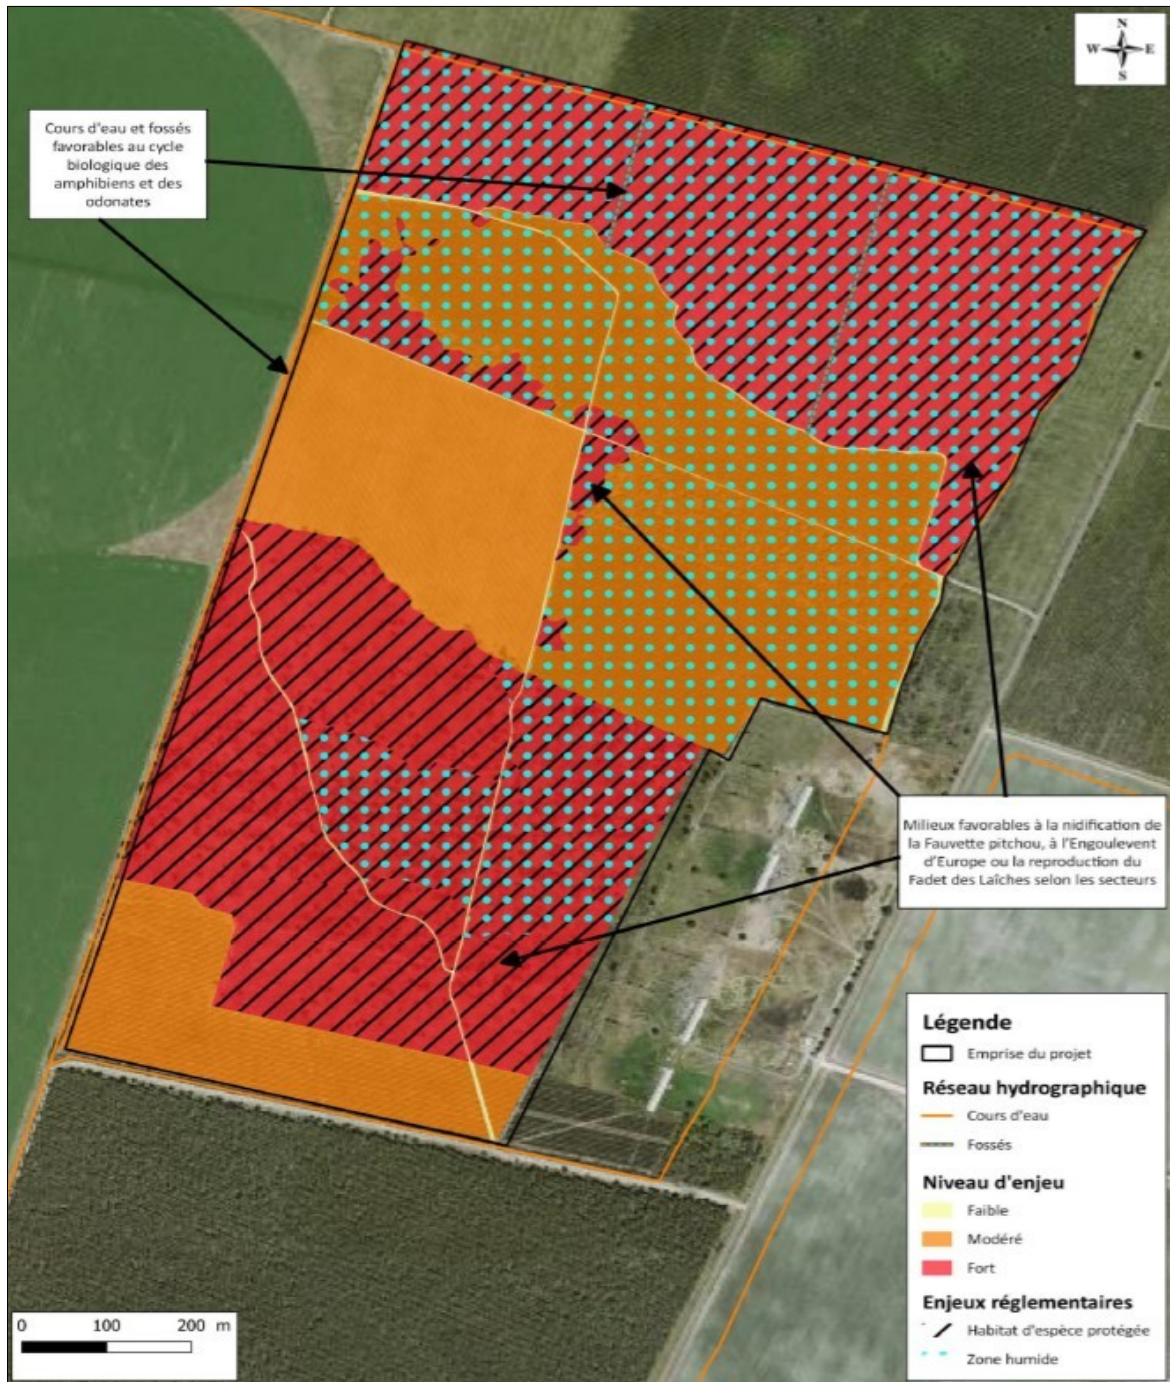 N
W E
S
Cours d'eau et fossés
favorables au cycle
biologique des
amphibiens et des
odonates
Milieux favorables à la nidification de
la Fauvette pitchou, à l'Engoulevent
d'Europe ou la reproduction du
Fadet des Laîches selon les secteurs
Légende
Emprise du projet
Réseau hydrographique
Cours d'eau
Fossés
Niveau d'enjeu
Faible
Modéré
Fort
Enjeux réglementaires
Habitat d'espèce protégée
Zone humide
0 100 200 m